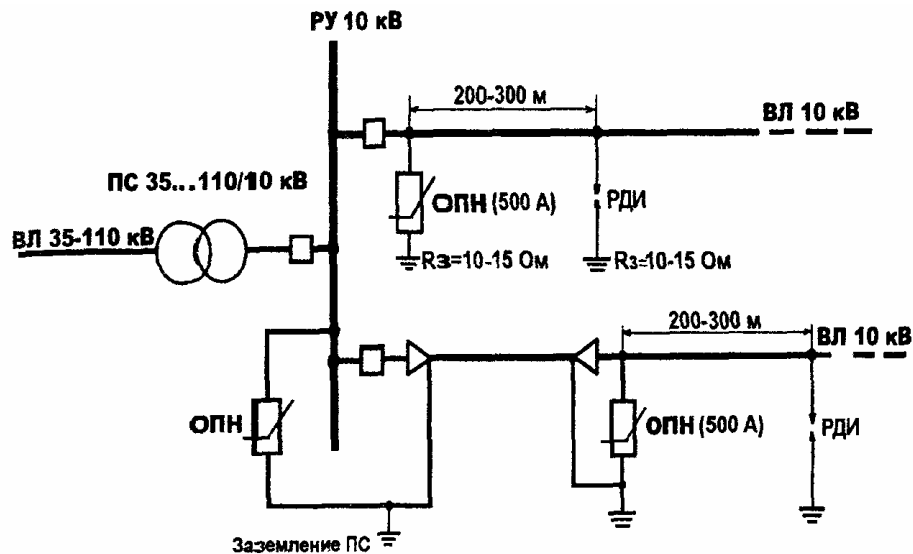 РУ 10 кВ
200-300 м
ВЛ 10 кВ
ПС 35...110/10 кВ
ОПН (500 А)
РДИ
ВЛ 35-110 кВ
Rз=10-15 Ом
Rз=10-15 Ом
200-300 м
ВЛ 10 кВ
ОПН
ОПН (500 А)
РДИ
Заземление ПС